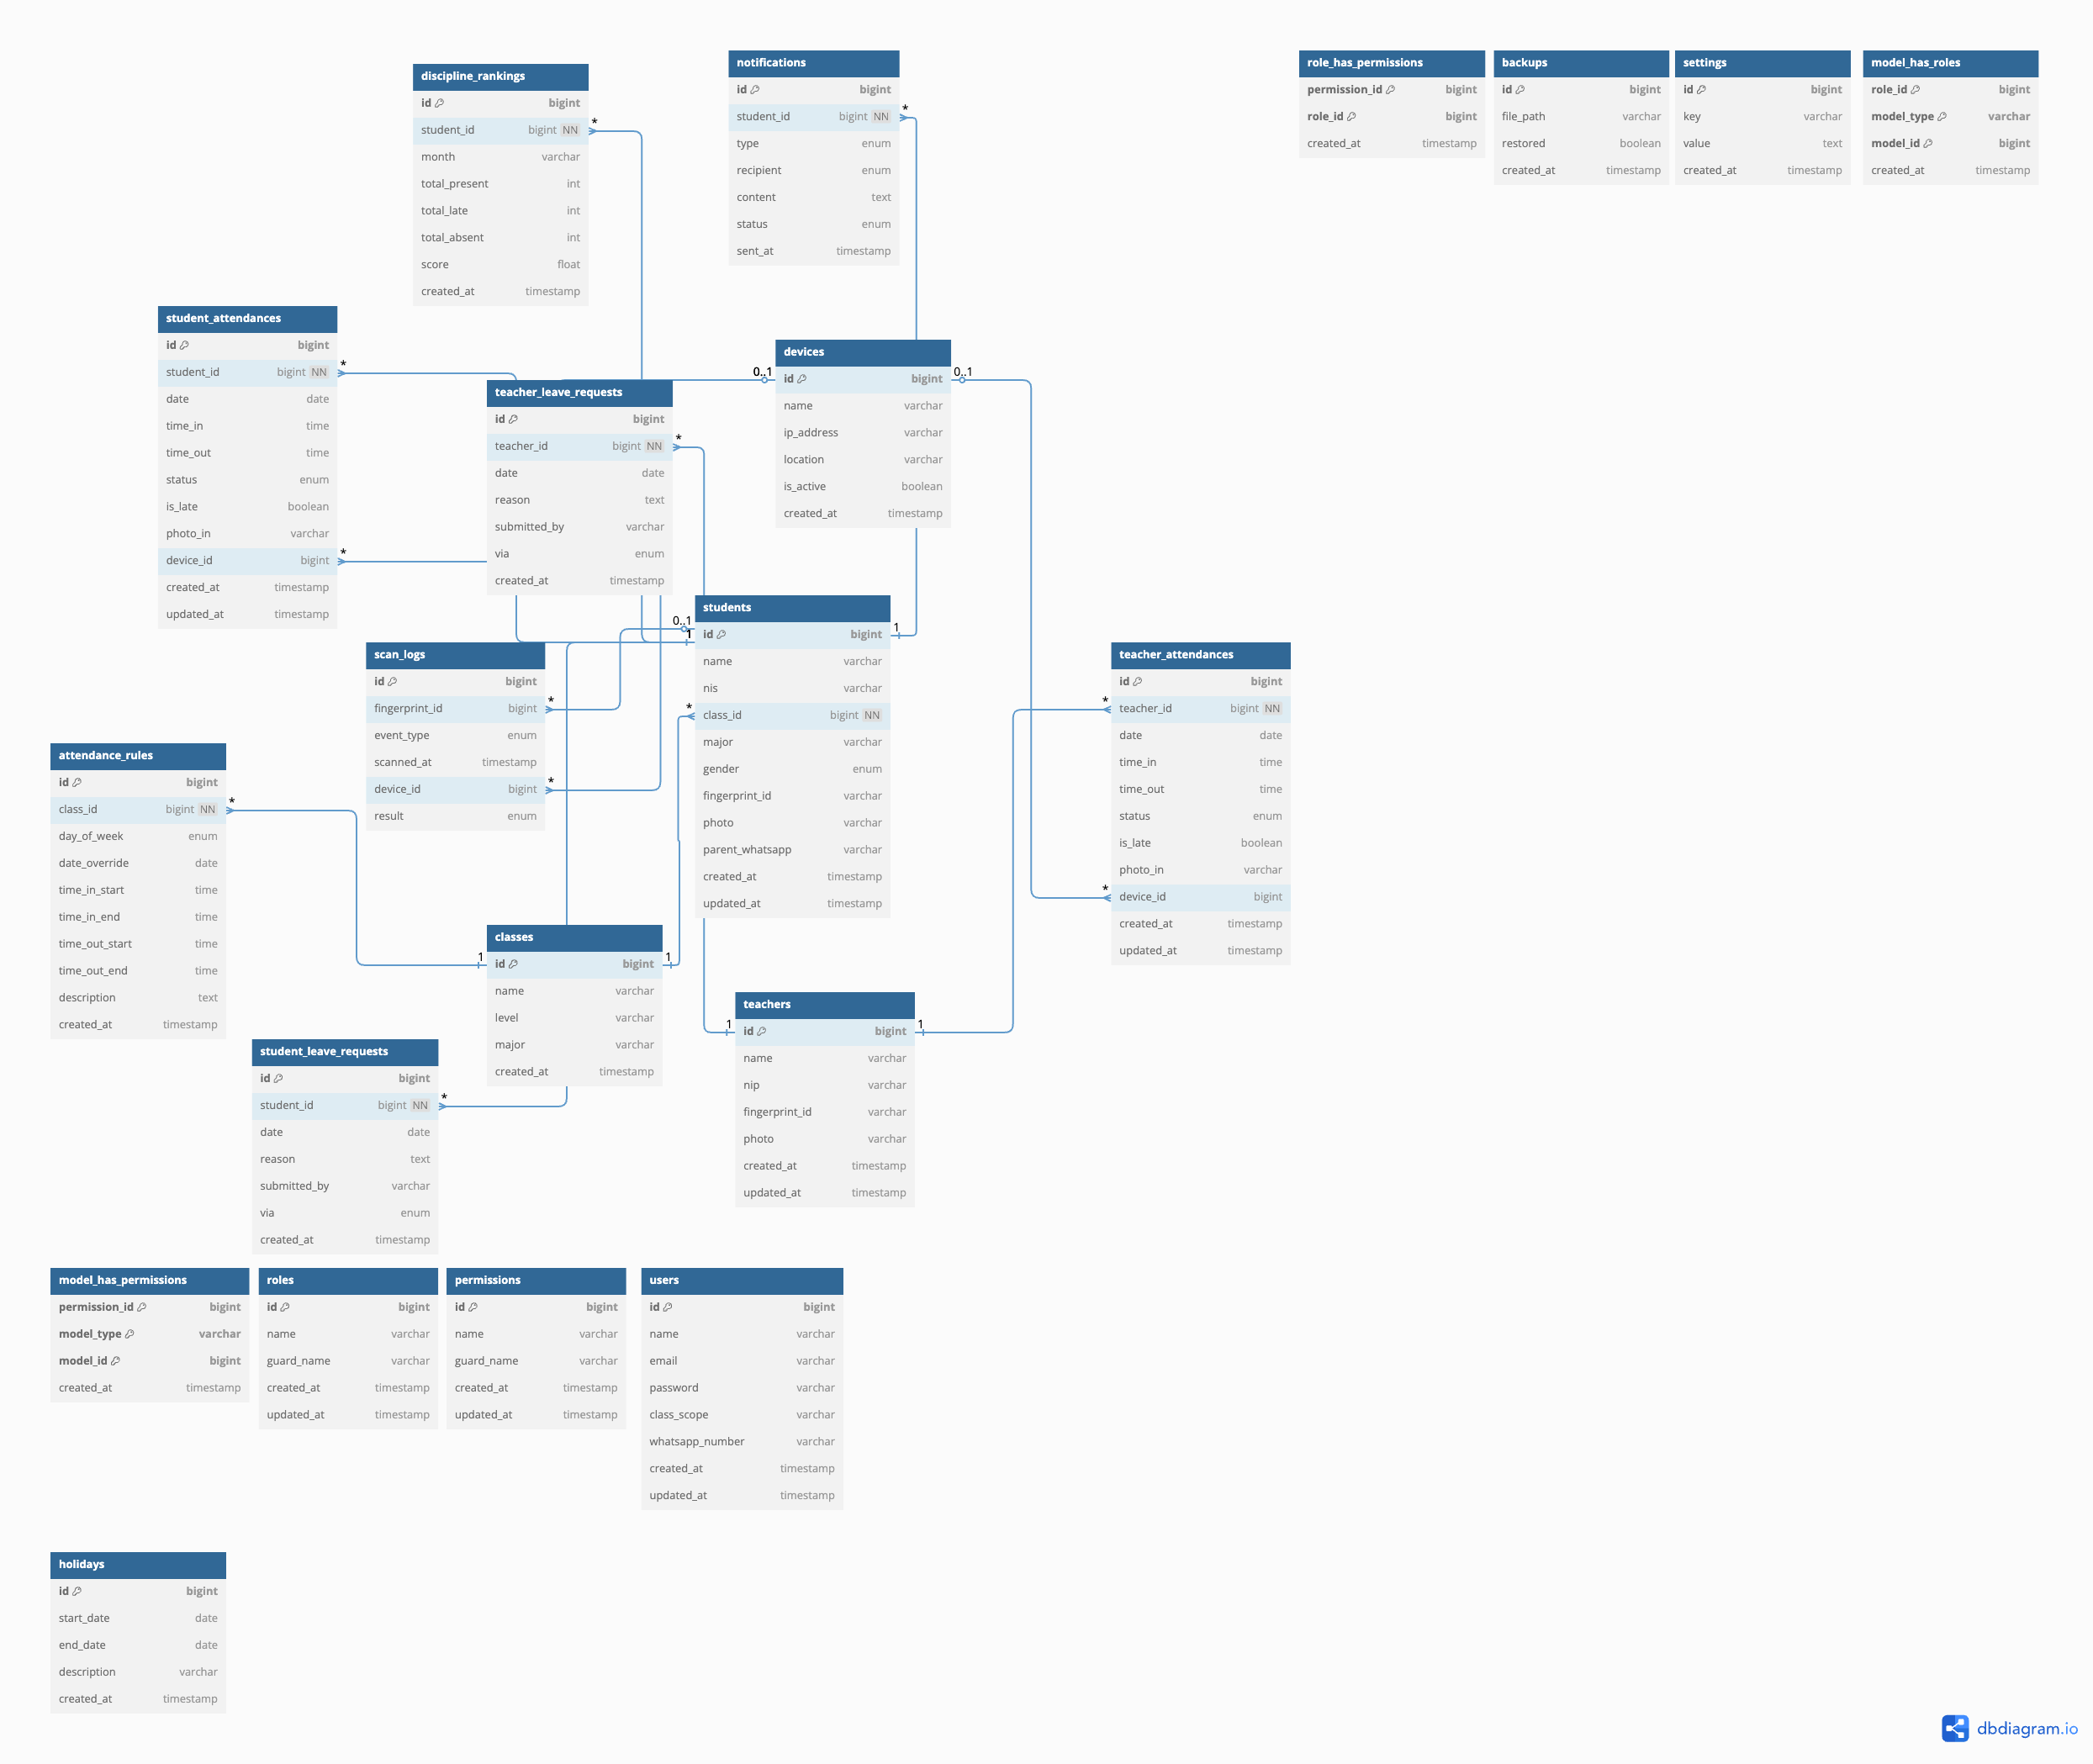 discipline_rankings
id bigint
student_id bigint NN
month varchar
total_present int
total_late int
total_absent int
score float
created_at timestamp
*
notifications
id bigint
student_id bigint NN
type enum
recipient enum
content text
status enum
sent_at timestamp
*
role_has_permissions
permission_id bigint
role_id bigint
created_at timestamp
backups
id bigint
file_path varchar
restored boolean
created_at timestamp
settings
id bigint
key varchar
value text
created_at timestamp
model_has_roles
role_id bigint
model_type varchar
model_id bigint
created_at timestamp
student_attendances
id bigint
student_id bigint NN
date date
time_in time
time_out time
status enum
is_late boolean
photo_in varchar
device_id bigint
created_at timestamp
updated_at timestamp
*
*
teacher_leave_requests
id bigint
teacher_id bigint NN
date date
reason text
submitted_by varchar
via enum
created_at timestamp
*
0..1
devices
id bigint
name varchar
ip_address varchar
location varchar
is_active boolean
created_at timestamp
0..1
0..1
1
students
id bigint
name varchar
nis varchar
class_id bigint NN
major varchar
gender enum
fingerprint_id varchar
photo varchar
parent_whatsapp varchar
created_at timestamp
updated_at timestamp
1
*
scan_logs
id bigint
fingerprint_id bigint
event_type enum
scanned_at timestamp
device_id bigint
result enum
*
*
teacher_attendances
id bigint
teacher_id bigint NN
date date
time_in time
time_out time
status enum
is_late boolean
photo_in varchar
device_id bigint
created_at timestamp
updated_at timestamp
*
*
attendance_rules
id bigint
class_id bigint NN
day_of_week enum
date_override date
time_in_start time
time_in_end time
time_out_start time
time_out_end time
description text
created_at timestamp
*
1
classes
id bigint
name varchar
level varchar
major varchar
created_at timestamp
1
1
teachers
id bigint
name varchar
nip varchar
fingerprint_id varchar
photo varchar
created_at timestamp
updated_at timestamp
1
student_leave_requests
id bigint
student_id bigint NN
date date
reason text
submitted_by varchar
via enum
created_at timestamp
*
model_has_permissions
permission_id bigint
model_type varchar
model_id bigint
created_at timestamp
roles
id bigint
name varchar
guard_name varchar
created_at timestamp
updated_at timestamp
permissions
id bigint
name varchar
guard_name varchar
created_at timestamp
updated_at timestamp
users
id bigint
name varchar
email varchar
password varchar
class_scope varchar
whatsapp_number varchar
created_at timestamp
updated_at timestamp
holidays
id bigint
start_date date
end_date date
description varchar
created_at timestamp
dbdiagram.io